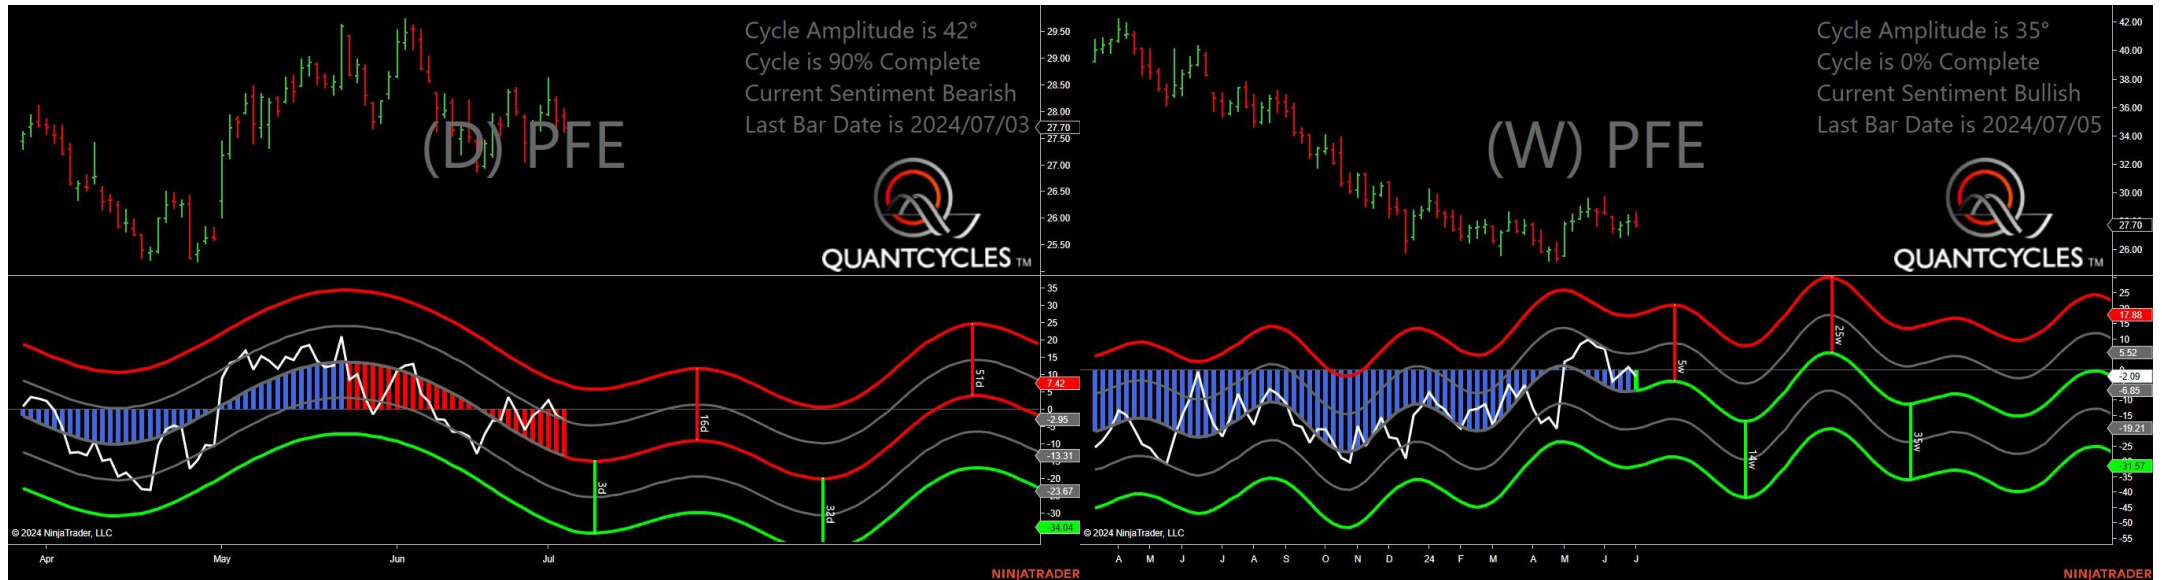 Cycle Amplitude is 42°
Cycle is 90% Complete
Current Sentiment Bearish
Last Bar Date is 2024/07/03
(D) PFE
QUANTCYCLES TM
29.50
29.00
28.50
28.00
27.70
27.50
27.00
26.50
26.00
25.50
35
30
25
20
15
10
7.42
5
0
-2.95
-10
-13.31
-20
-23.67
-30
-34.04
3d
16d
32d
51d
© 2024 NinjaTrader, LLC
Apr May Jun Jul
NINJATRADER
Cycle Amplitude is 35°
Cycle is 0% Complete
Current Sentiment Bullish
Last Bar Date is 2024/07/05
(W) PFE
QUANTCYCLES TM
42.00
40.00
38.00
36.00
34.00
32.00
30.00
27.70
26.00
25
17.88
15
10
5.52
-2.09
-6.85
-10
-15
-19.21
-25
-31.57
-35
-40
-45
-50
-55
5w
14w
25w
35w
© 2024 NinjaTrader, LLC
A M J J A S O N D 24 F M A M J J
NINJATRADER